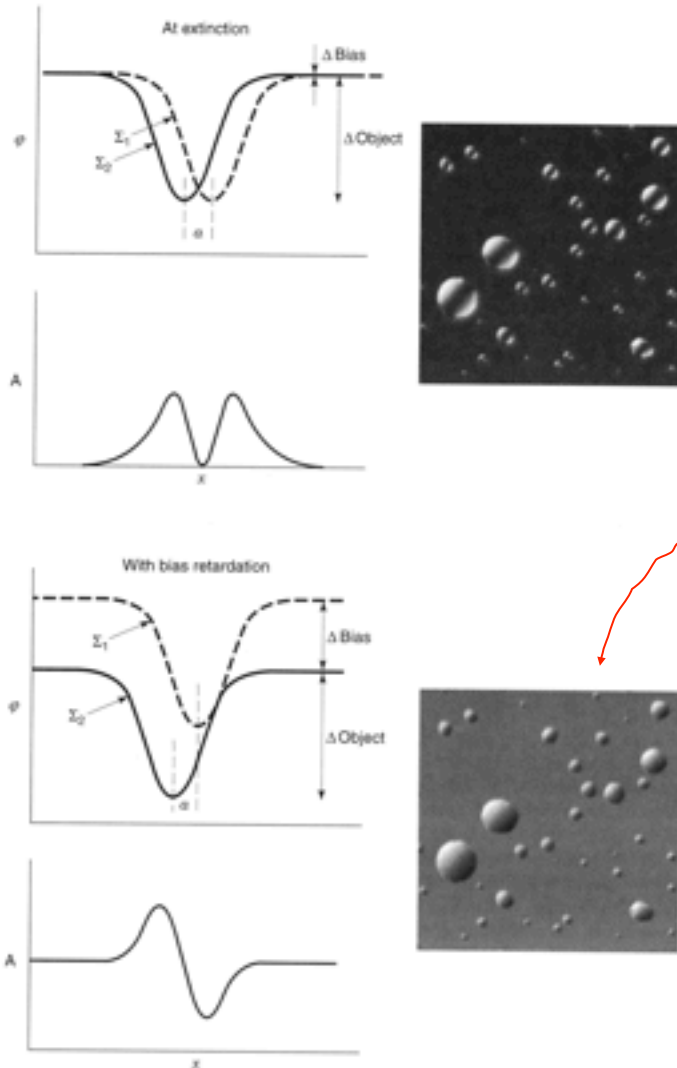 At extinction
Δ Bias
Σ1
Σ2
Δ Object
φ
α
A
x
With bias retardation
Σ1
Δ Bias
Σ2
φ
Δ Object
α
A
x